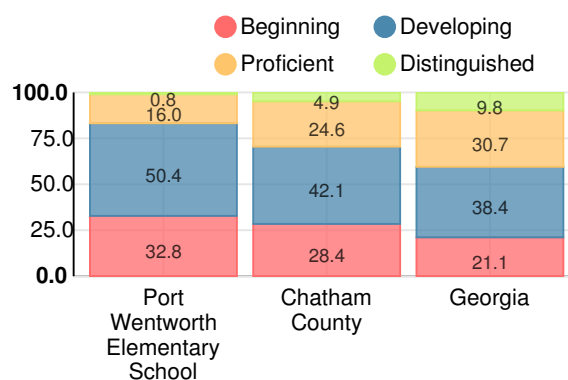 Beginning
Developing
Proficient
Distinguished
100.0
75.0
50.0
25.0
0.0
0.8
16.0
50.4
32.8
4.9
24.6
42.1
28.4
9.8
30.7
38.4
21.1
Port
Wentworth
Elementary
School
Chatham
County
Georgia